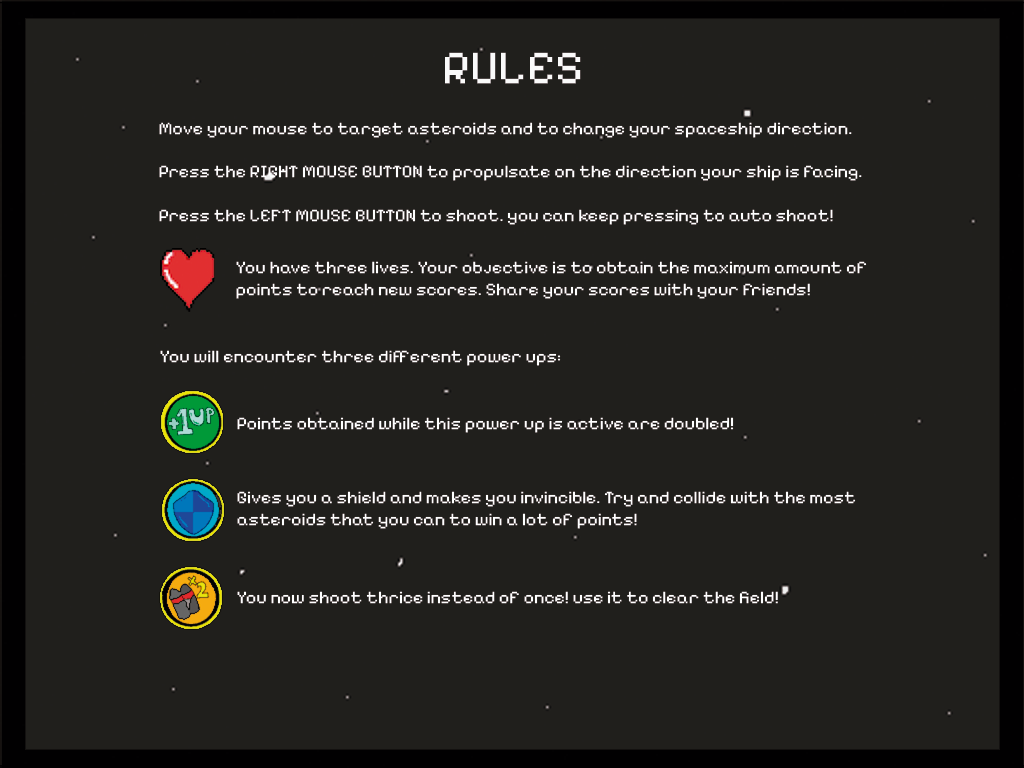 RULES
Move your mouse to target asteroids and to change your spaceship direction.
Press the RIGHT MOUSE BUTTON to propulsate on the direction your ship is facing.
Press the LEFT MOUSE BUTTON to shoot. you can keep pressing to auto shoot!
You have three lives. Your objective is to obtain the maximum amount of
points to reach new scores. Share your scores with your friends!
You will encounter three different power ups:
+1UP
Points obtained while this power up is active are doubled!
Gives you a shield and makes you invincible. Try and collide with the most
asteroids that you can to win a lot of points!
x2
You now shoot thrice instead of once! use it to clear the field!